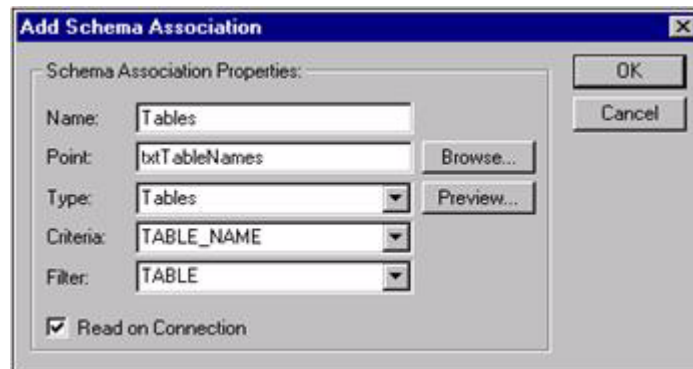 Add Schema Association
Schema Association Properties:
OK
Name: Tables
Cancel
Point: txtTableNames Browse...
Type: Tables Preview...
Criteria: TABLE_NAME
Filter: TABLE
Read on Connection